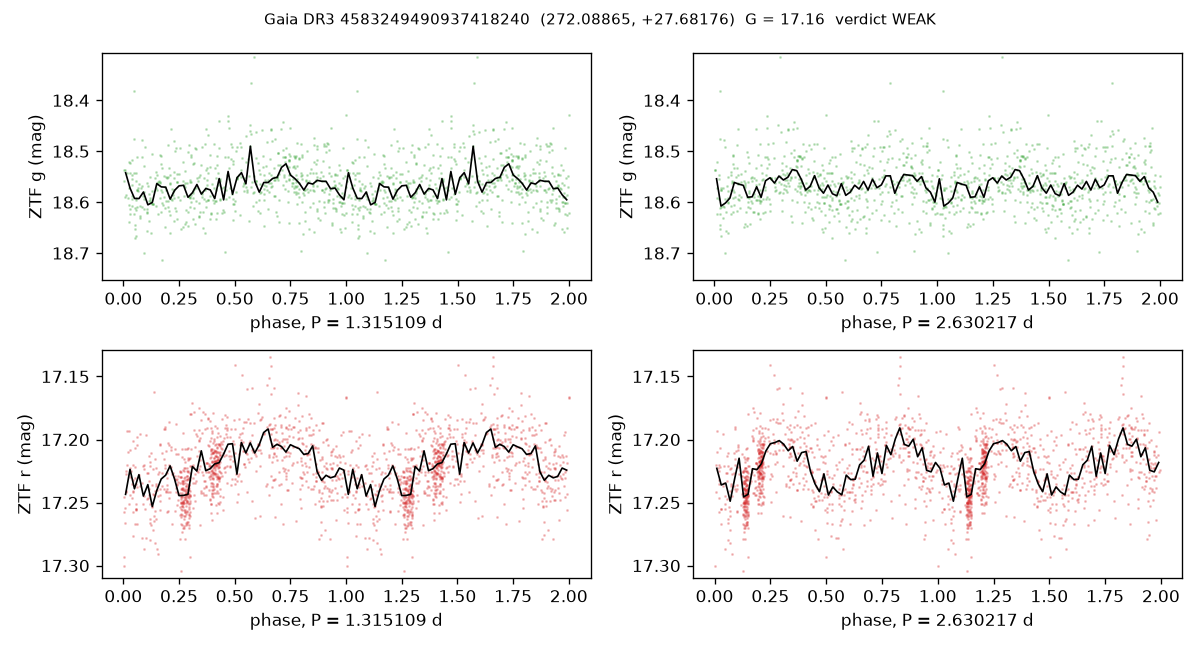 Gaia DR3 4583249490937418240 (272.08865, +27.68176) G = 17.16 verdict WEAK
ZTF g (mag)
18.4
18.5
18.6
18.7
0.00 0.25 0.50 0.75 1.00 1.25 1.50 1.75 2.00
phase, P = 1.315109 d
ZTF g (mag)
18.4
18.5
18.6
18.7
0.00 0.25 0.50 0.75 1.00 1.25 1.50 1.75 2.00
phase, P = 2.630217 d
ZTF r (mag)
17.15
17.20
17.25
17.30
0.00 0.25 0.50 0.75 1.00 1.25 1.50 1.75 2.00
phase, P = 1.315109 d
ZTF r (mag)
17.15
17.20
17.25
17.30
0.00 0.25 0.50 0.75 1.00 1.25 1.50 1.75 2.00
phase, P = 2.630217 d